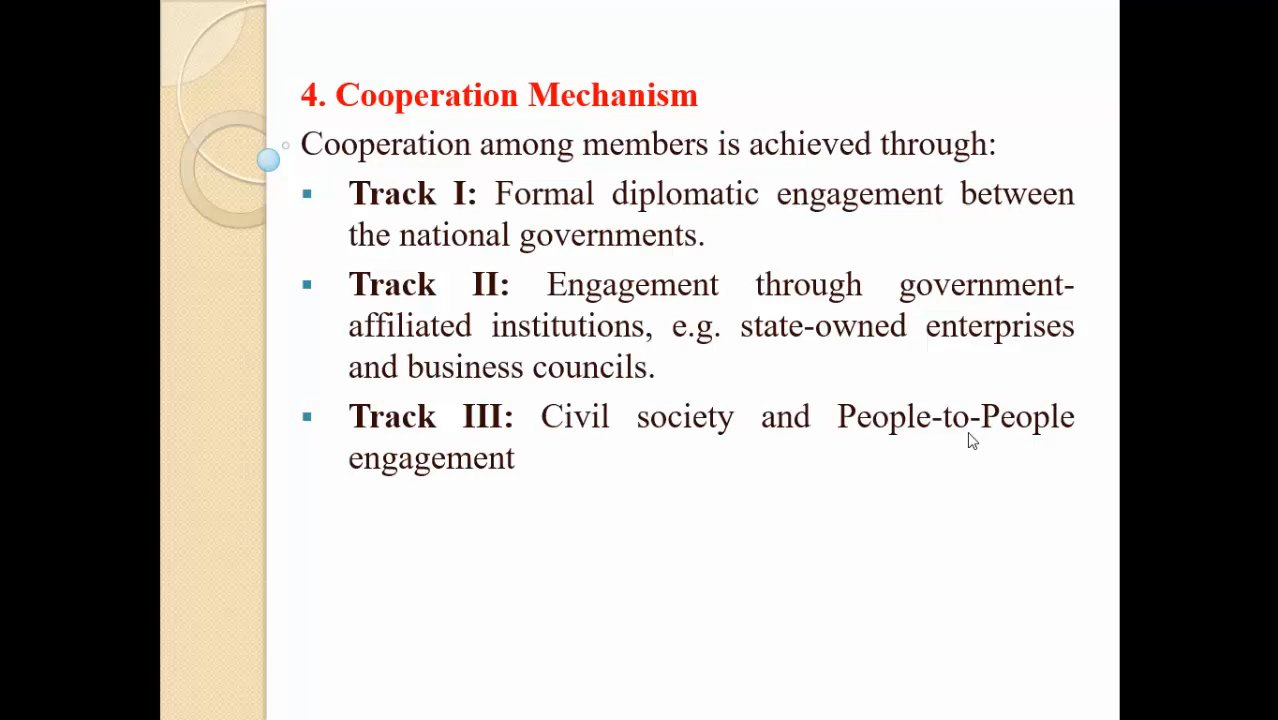 4. Cooperation Mechanism
Cooperation among members is achieved through:
Track I: Formal diplomatic engagement between
the national governments.
Track II: Engagement through government-
affiliated institutions, e.g. state-owned enterprises
and business councils.
Track III: Civil society and People-to-People
engagement